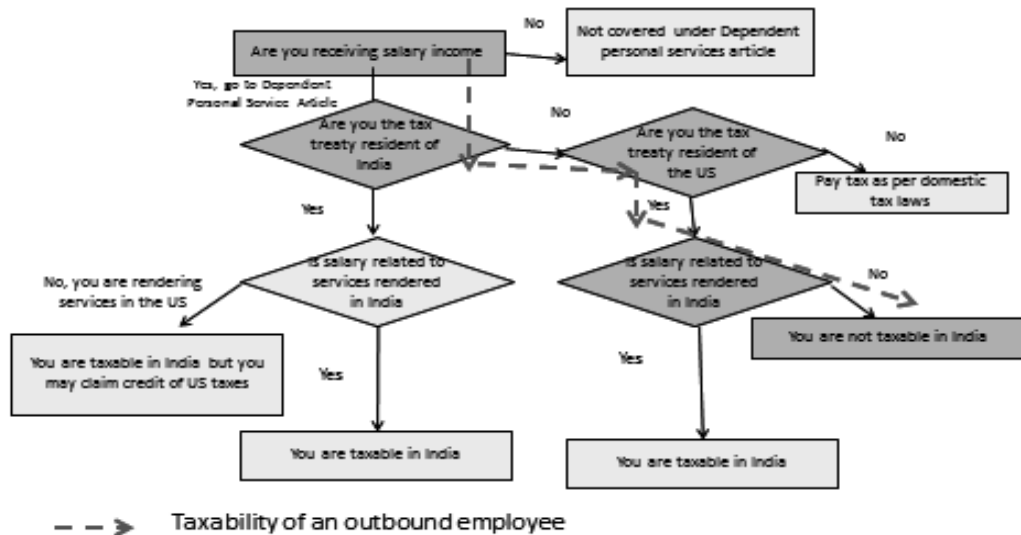 No
Not covered under Dependent
personal services article
Are you receiving salary income
Yes, go to Dependent
Personal Service Article
Are you the tax
treaty resident of
India
No
Are you the tax
treaty resident of
the US
No
Pay tax as per domestic
tax laws
Yes
Yes
No, you are rendering
services in the US
Is salary related to
services rendered
in India
Is salary related to
services rendered
in India
No
You are not taxable in India
You are taxable in India but you
may claim credit of US taxes
Yes
Yes
You are taxable in India
You are taxable in India
Taxability of an outbound employee